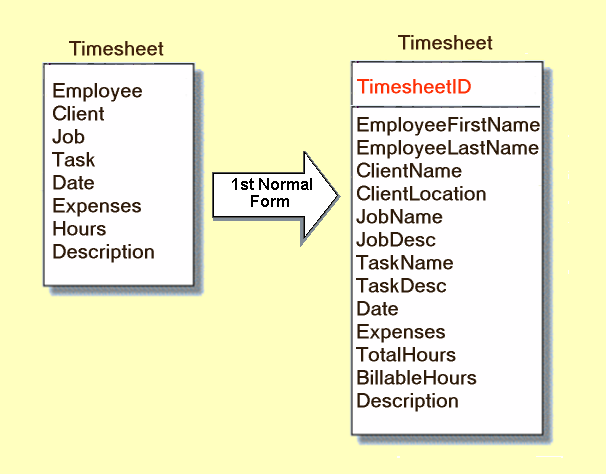 Timesheet
Employee
Client
Job
Task
Date
Expenses
Hours
Description
1st Normal
Form
Timesheet
TimesheetID
EmployeeFirstName
EmployeeLastName
ClientName
ClientLocation
JobName
JobDesc
TaskName
TaskDesc
Date
Expenses
TotalHours
BillableHours
Description